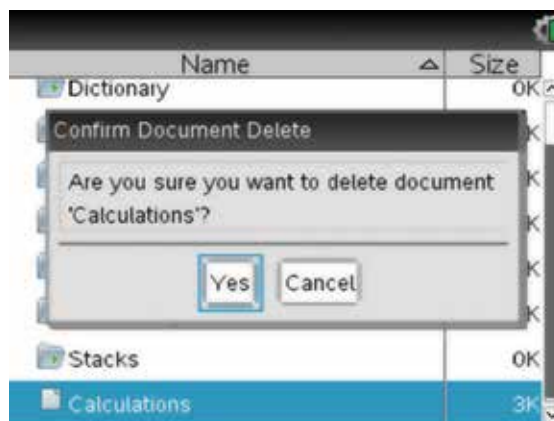 Name Size
Dictionary 0K
Confirm Document Delete
K
Are you sure you want to delete document
'Calculations'?
K
K
Yes Cancel
K
K
Stacks 0K
Calculations 3K